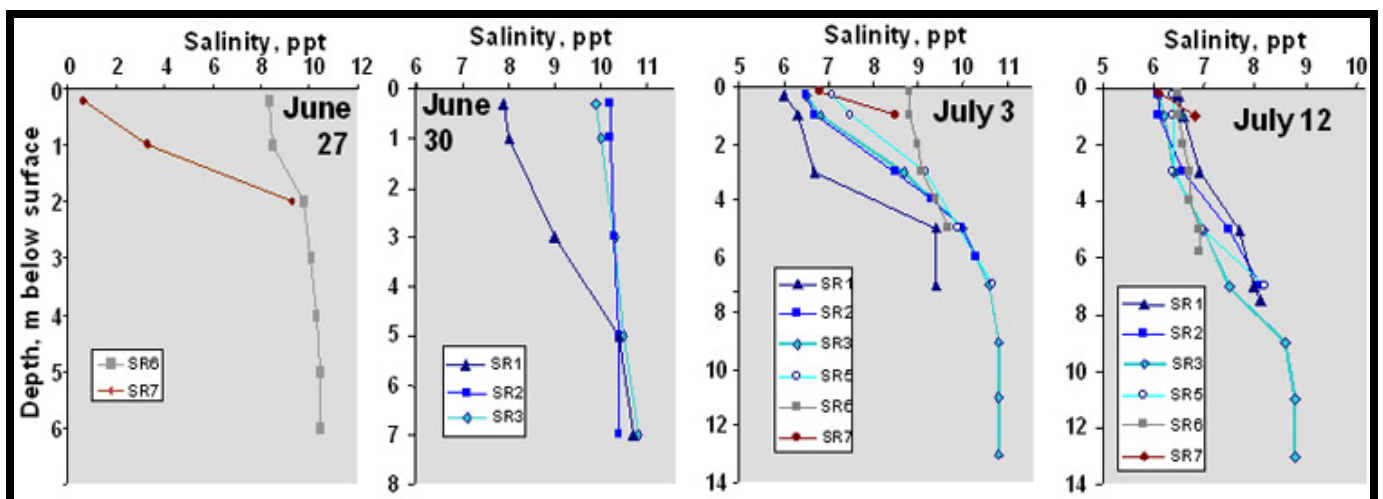 Salinity, ppt
0 2 4 6 8 10 12
Depth, m below surface
0
1
2
3
4
5
6
June
27
SR6
SR7
Salinity, ppt
6 7 8 9 10 11
0
1
2
3
4
5
6
7
8
June
30
SR1
SR2
SR3
Salinity, ppt
5 6 7 8 9 10 11
0
2
4
6
8
10
12
14
July 3
SR1
SR2
SR3
SR5
SR6
SR7
Salinity, ppt
5 6 7 8 9 10
0
2
4
6
8
10
12
14
July 12
SR1
SR2
SR3
SR5
SR6
SR7